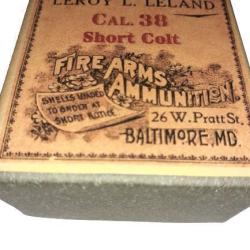 LEROY L. LELAND
CAL. 38
Short Colt
FIRE ARMS
AMMUNITION.
SHELLS LOADED
TO ORDER AT
SHORT NOTICE
26 W. Pratt St.
BALTIMORE, MD.